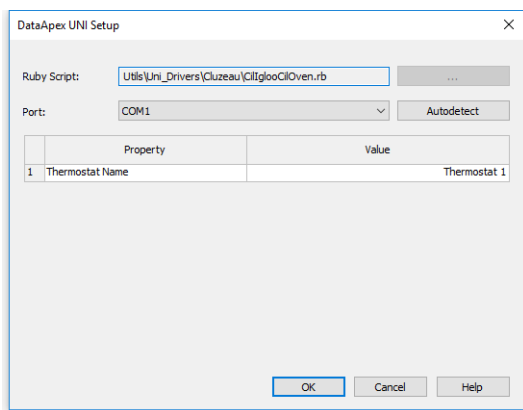 DataApex UNI Setup
Ruby Script: Utils\Uni_Drivers\Cluzeau\CilIglooCilOven.rb ...
Port: COM1 Autodetect
Property Value
1 Thermostat Name Thermostat 1
OK Cancel Help